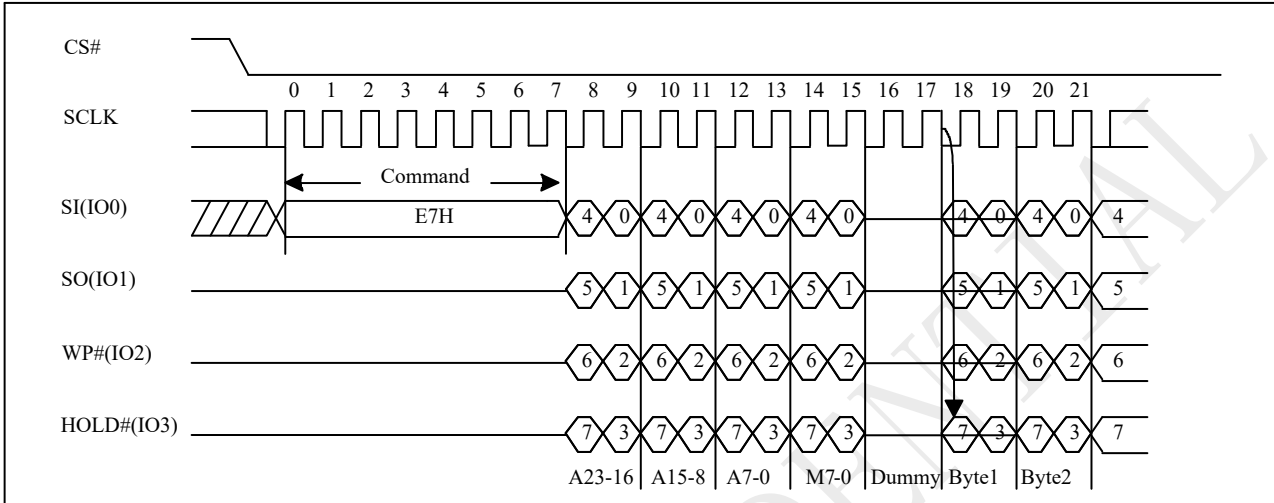 CS#
0 1 2 3 4 5 6 7 8 9 10 11 12 13 14 15 16 17 18 19 20 21
SCLK
Command
SI(IO0) E7H 4 0 4 0 4 0 4 0 4 0 4 0 4
SO(IO1) 5 1 5 1 5 1 5 1 5 1 5 1 5
WP#(IO2) 6 2 6 2 6 2 6 2 6 2 6 2 6
HOLD#(IO3) 7 3 7 3 7 3 7 3 7 3 7 3 7
A23-16 A15-8 A7-0 M7-0 Dummy Byte1 Byte2
DENTIAL